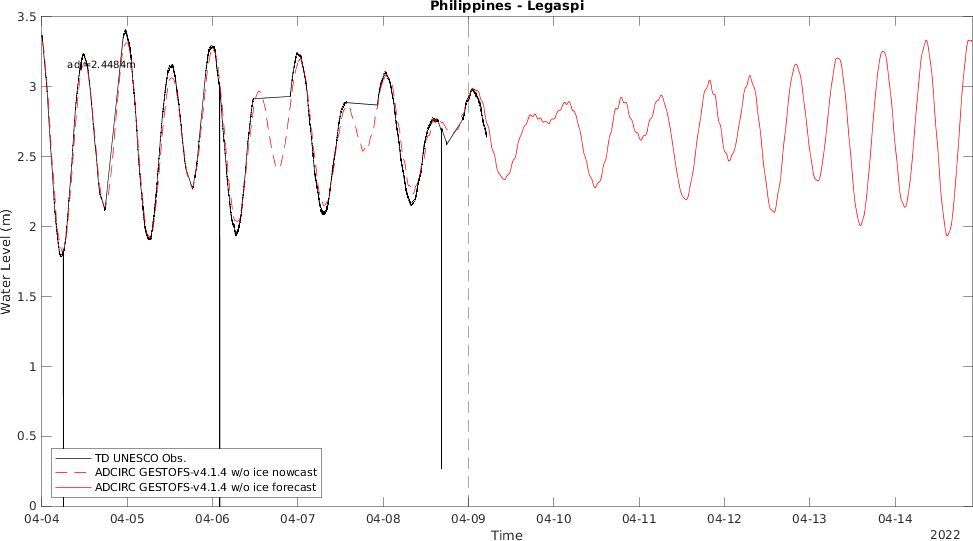 Philippines - Legaspi
3.5
3
2.5
2
1.5
1
0.5
0
Water Level (m)
adj=2.4484m
TD UNESCO Obs.
ADCIRC GESTOFS-v4.1.4 w/o ice nowcast
ADCIRC GESTOFS-v4.1.4 w/o ice forecast
04-04 04-05 04-06 04-07 04-08 04-09 04-10 04-11 04-12 04-13 04-14
Time
2022